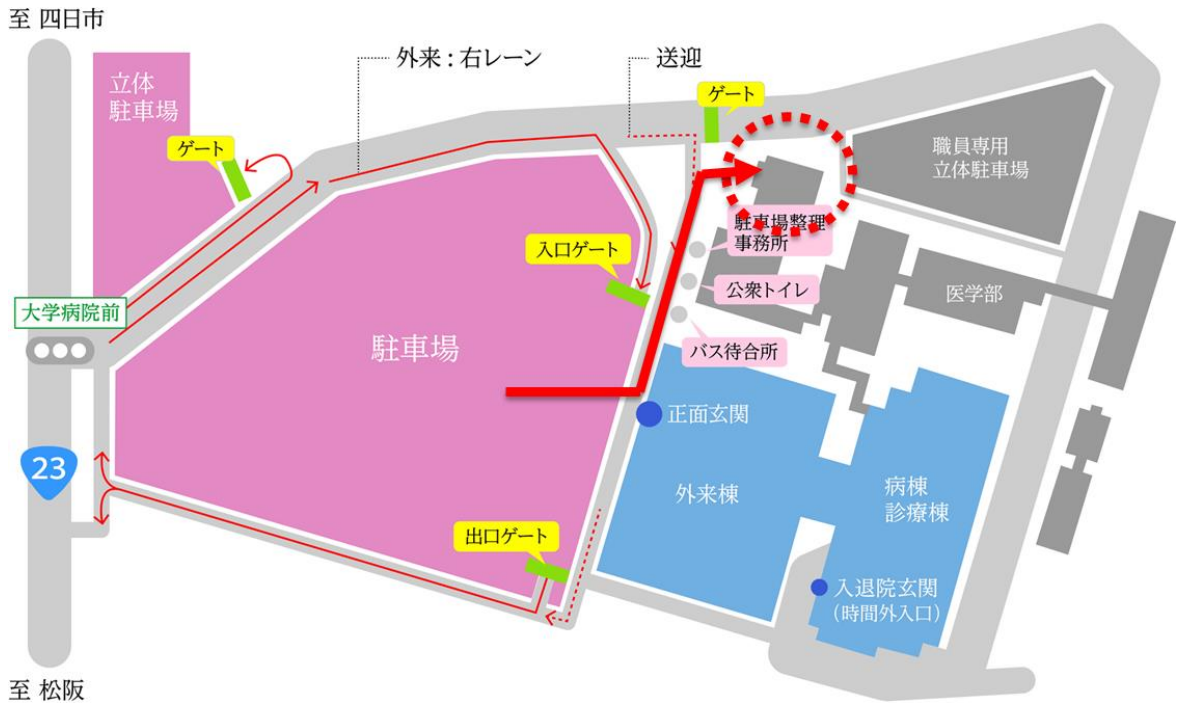 至 四日市
外来：右レーン
送迎
立体
駐車場
ゲート
ゲート
職員専用
立体駐車場
駐車場整理
事務所
入口ゲート
公衆トイレ
医学部
大学病院前
駐車場
バス待合所
正面玄関
23
外来棟
病棟
診療棟
出口ゲート
入退院玄関
（時間外入口）
至 松阪